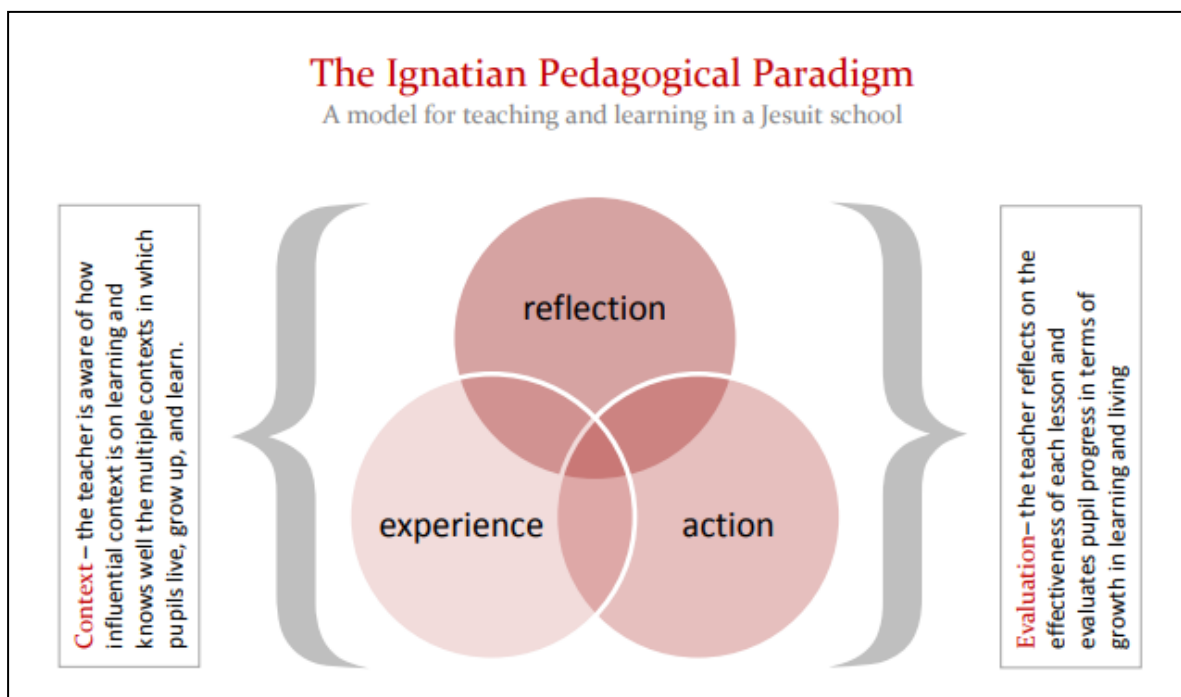 The Ignatian Pedagogical Paradigm
A model for teaching and learning in a Jesuit school
Context – the teacher is aware of how
influential context is on learning and
knows well the multiple contexts in which
pupils live, grow up, and learn.
reflection
experience
action
Evaluation– the teacher reflects on the
effectiveness of each lesson and
evaluates pupil progress in terms of
growth in learning and living